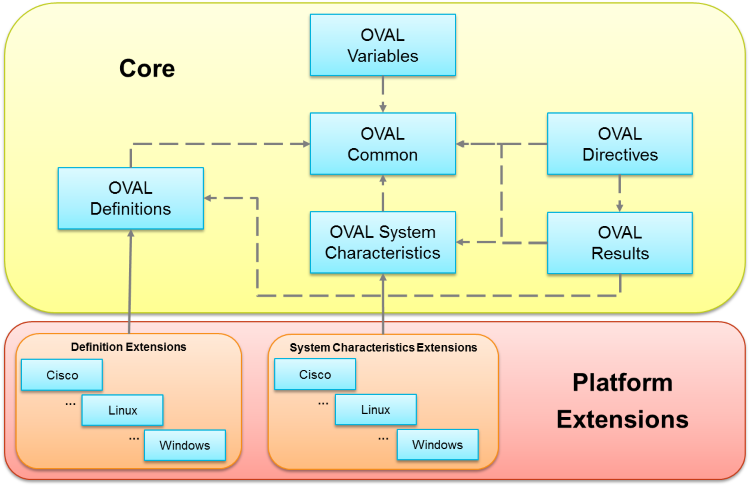 OVAL
Variables
Core
OVAL
Common
OVAL
Directives
OVAL
Definitions
OVAL System
Characteristics
OVAL
Results
Definition Extensions
Cisco
...
Linux
...
Windows
System Characteristics Extensions
Cisco
...
Linux
...
Windows
Platform
Extensions